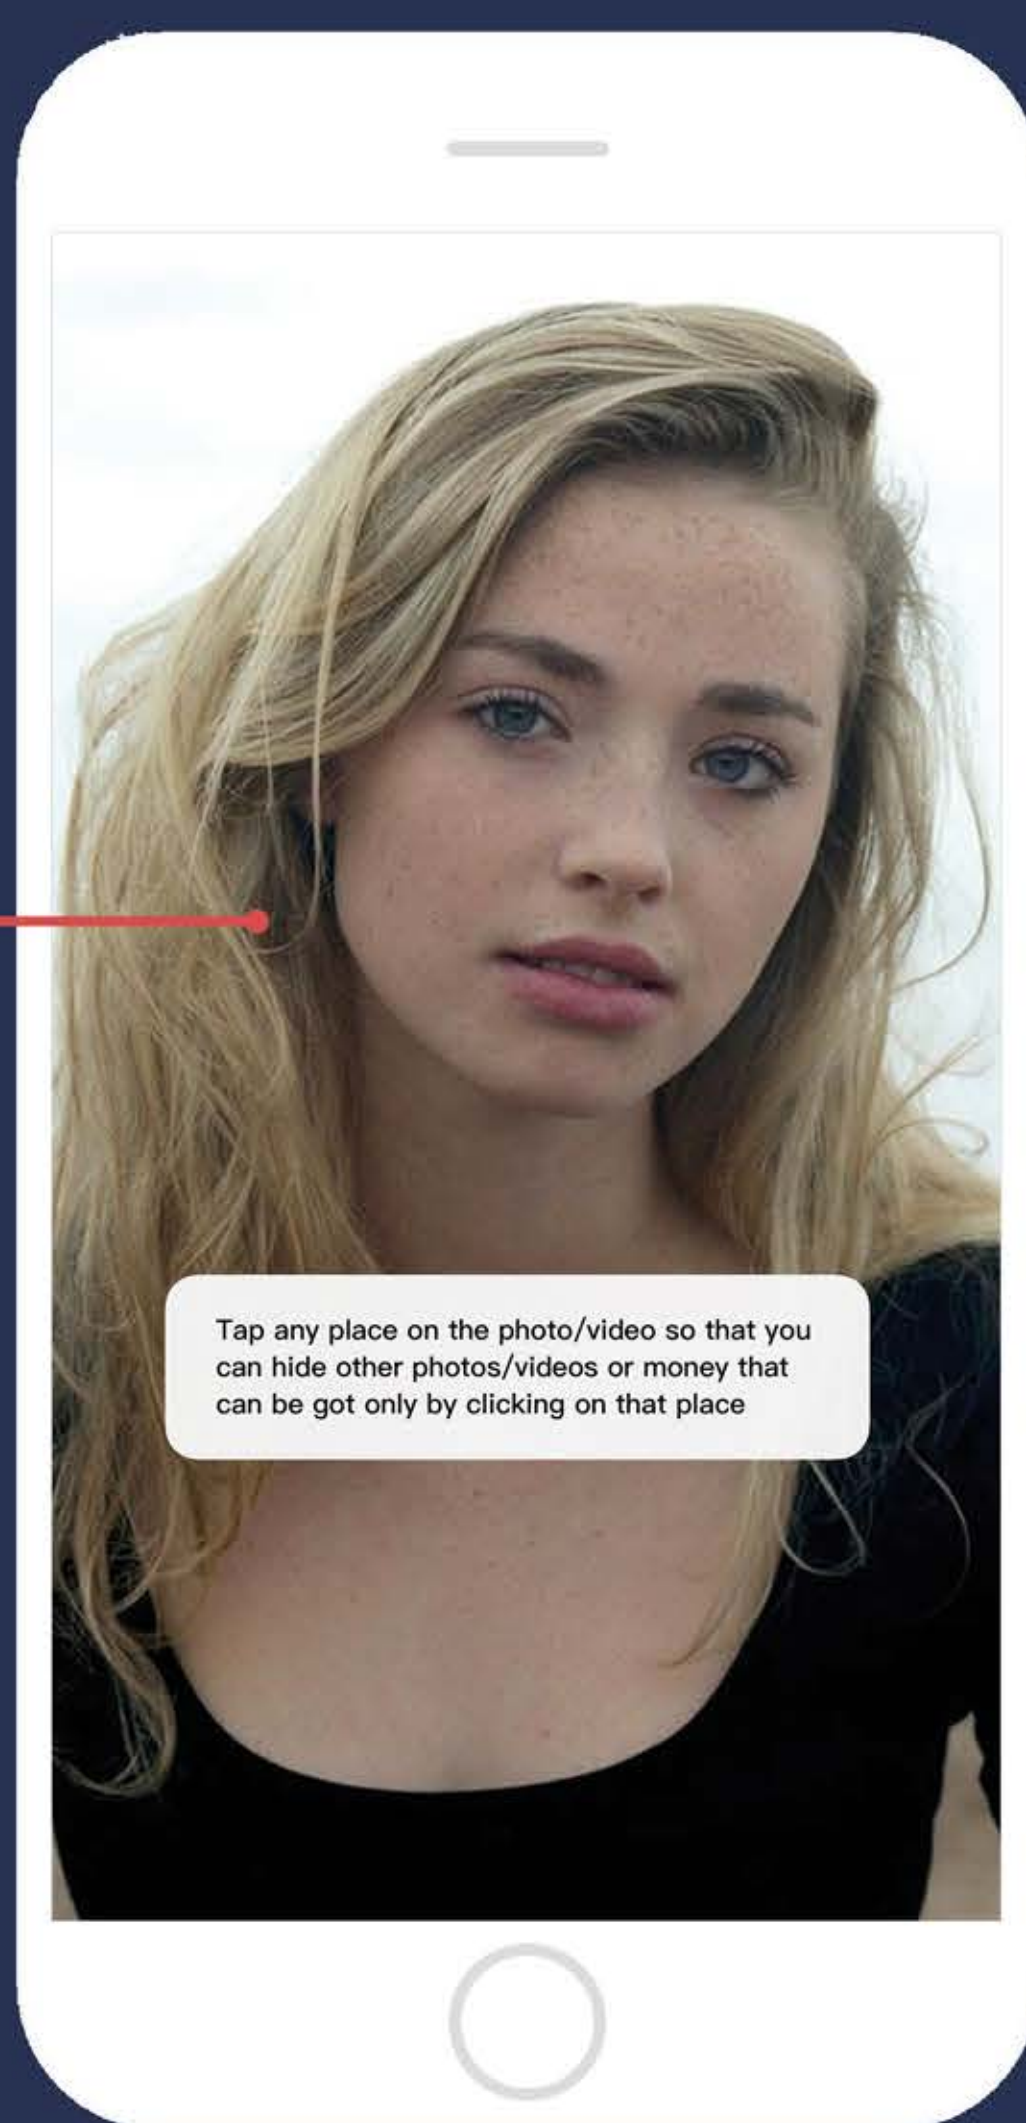 Tap any place on the photo/video so that you
can hide other photos/videos or money that
can be got only by clicking on that place